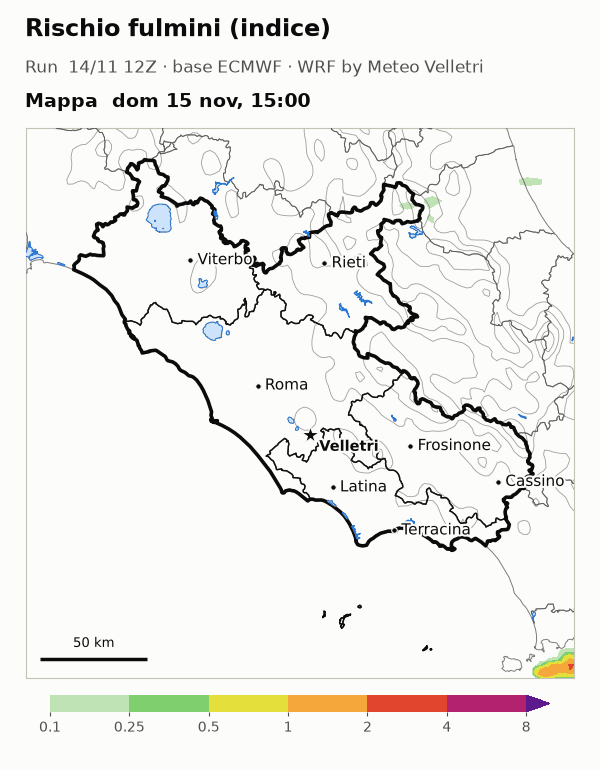 Rischio fulmini (indice)
Run  14/11 12Z · base ECMWF · WRF by Meteo Velletri
Mappa  dom 15 nov, 15:00
Viterbo
Rieti
Roma
Velletri
Frosinone
Latina
Cassino
Terracina
50 km
0.1 0.25 0.5 1 2 4 8